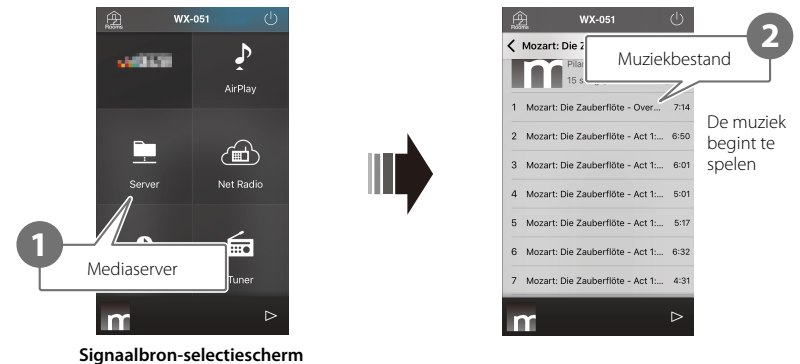 Rooms
WX-051
AirPlay
Server
Net Radio
1
Mediaserver
Tuner
m
Signaalbron-selectiescherm
Rooms
WX-051
2
Mozart: Die Z
Muziekbestand
m
15 s
1 Mozart: Die Zauberflöte - Over... 7:14
2 Mozart: Die Zauberflöte - Act 1:... 6:50
3 Mozart: Die Zauberflöte - Act 1:... 6:01
4 Mozart: Die Zauberflöte - Act 1:... 5:01
5 Mozart: Die Zauberflöte - Act 1:... 5:17
6 Mozart: Die Zauberflöte - Act 1:... 6:32
7 Mozart: Die Zauberflöte - Act 1:... 4:31
m
De muziek
begint te
spelen